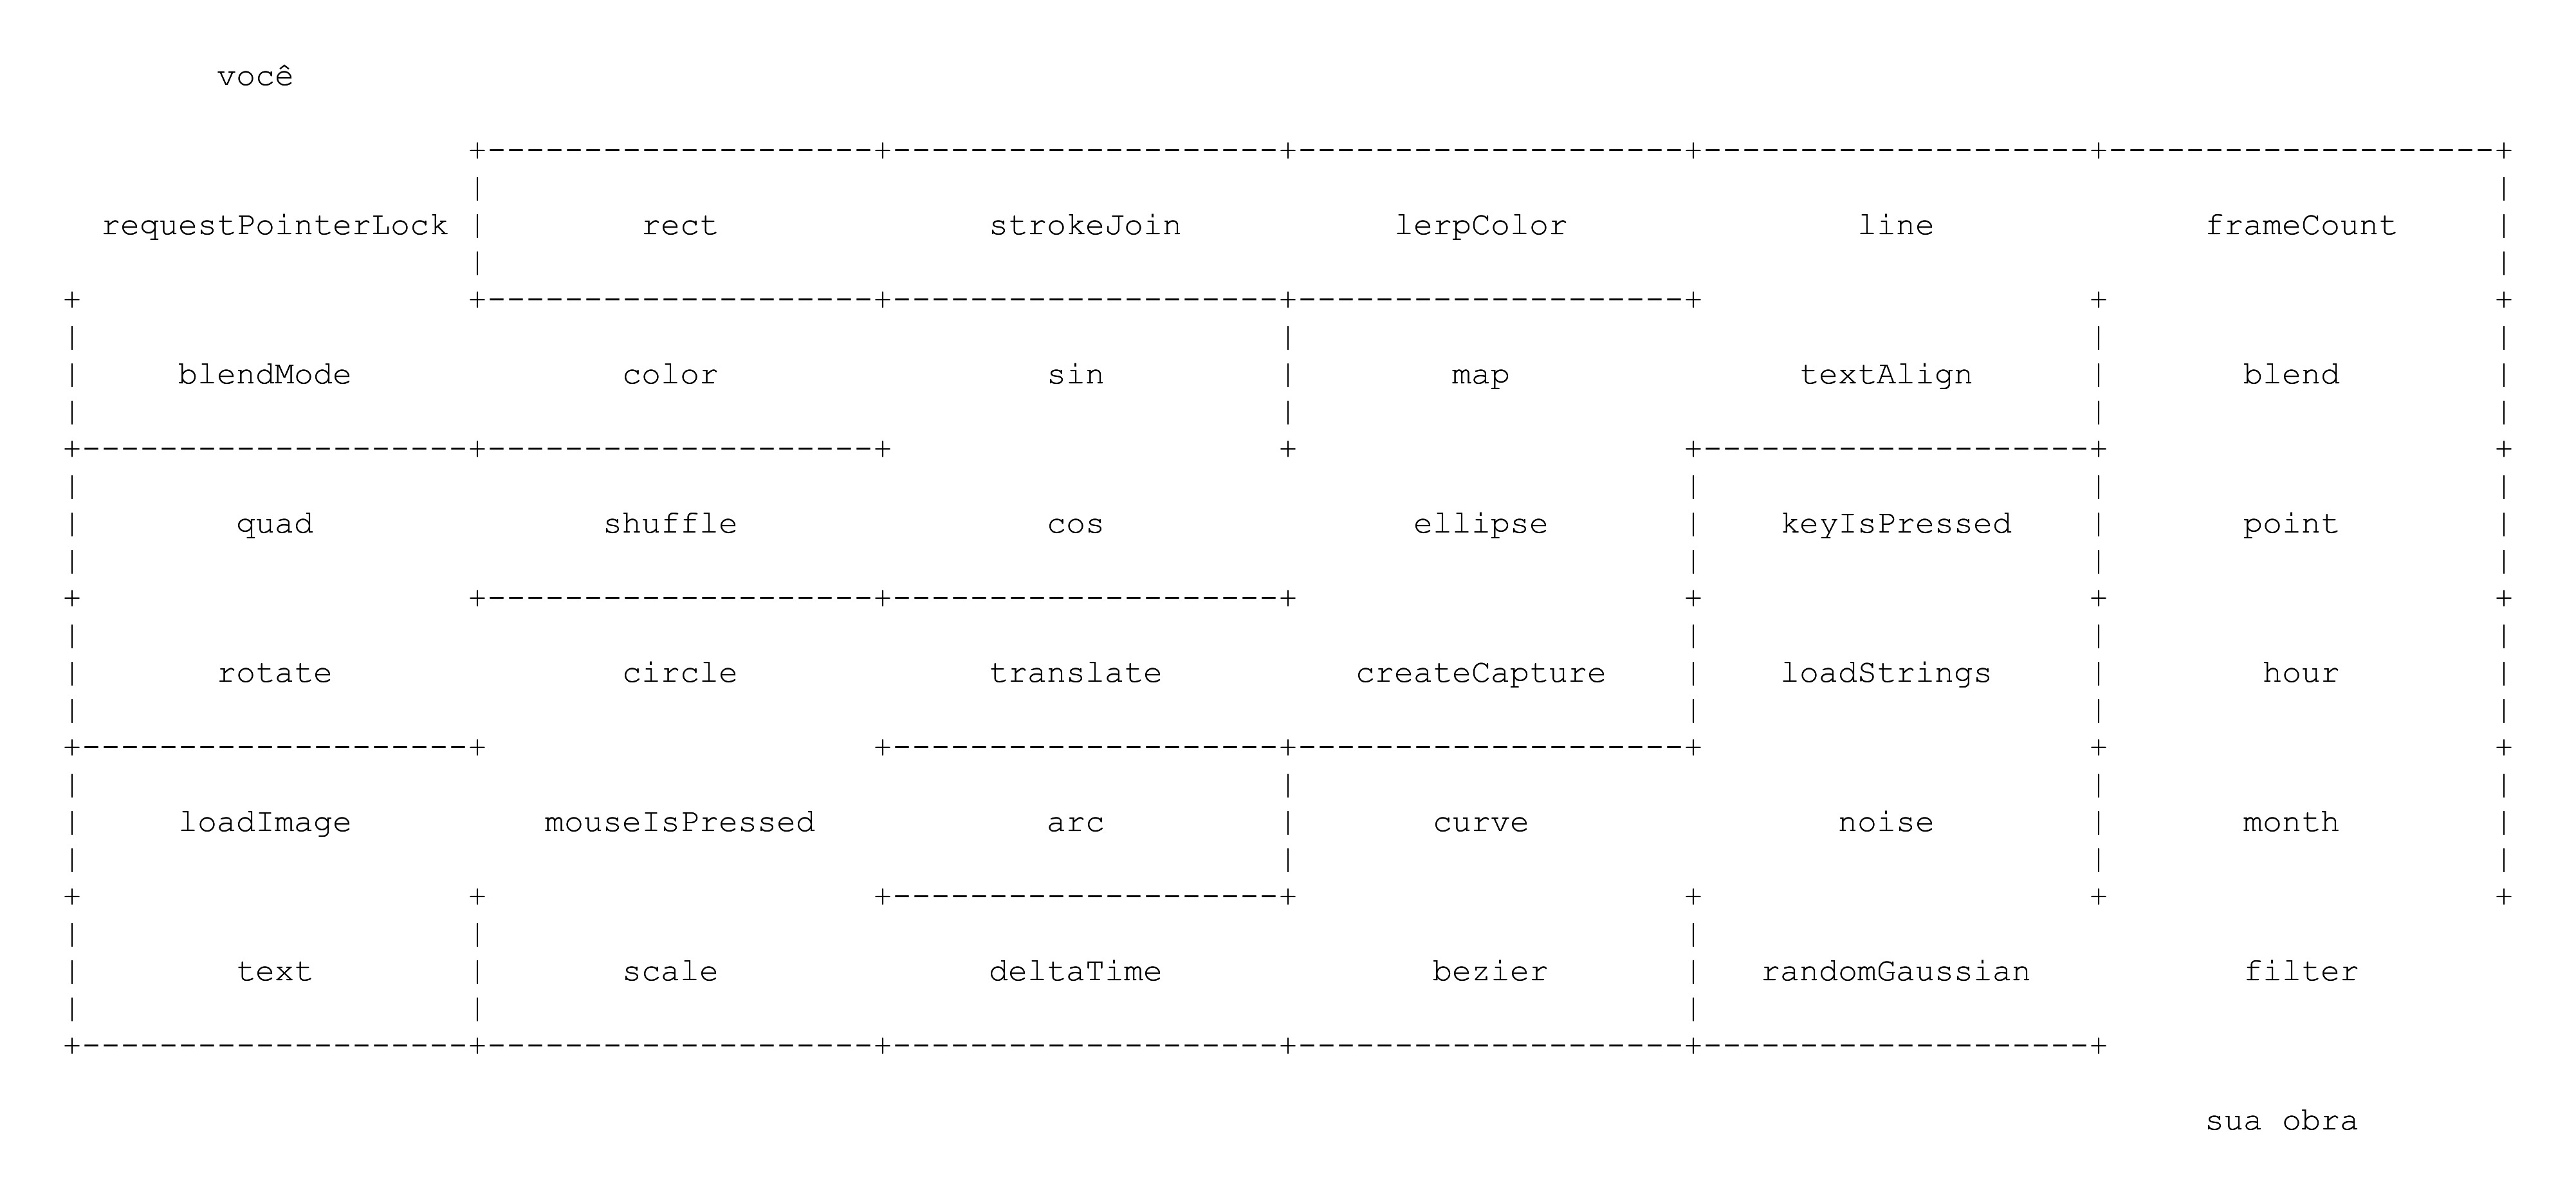 você
requestPointerLock rect strokeJoin lerpColor line frameCount
blendMode color sin map textAlign blend
quad shuffle cos ellipse keyIsPressed point
rotate circle translate createCapture loadStrings hour
loadImage mouseIsPressed arc curve noise month
text scale deltaTime bezier randomGaussian filter
sua obra